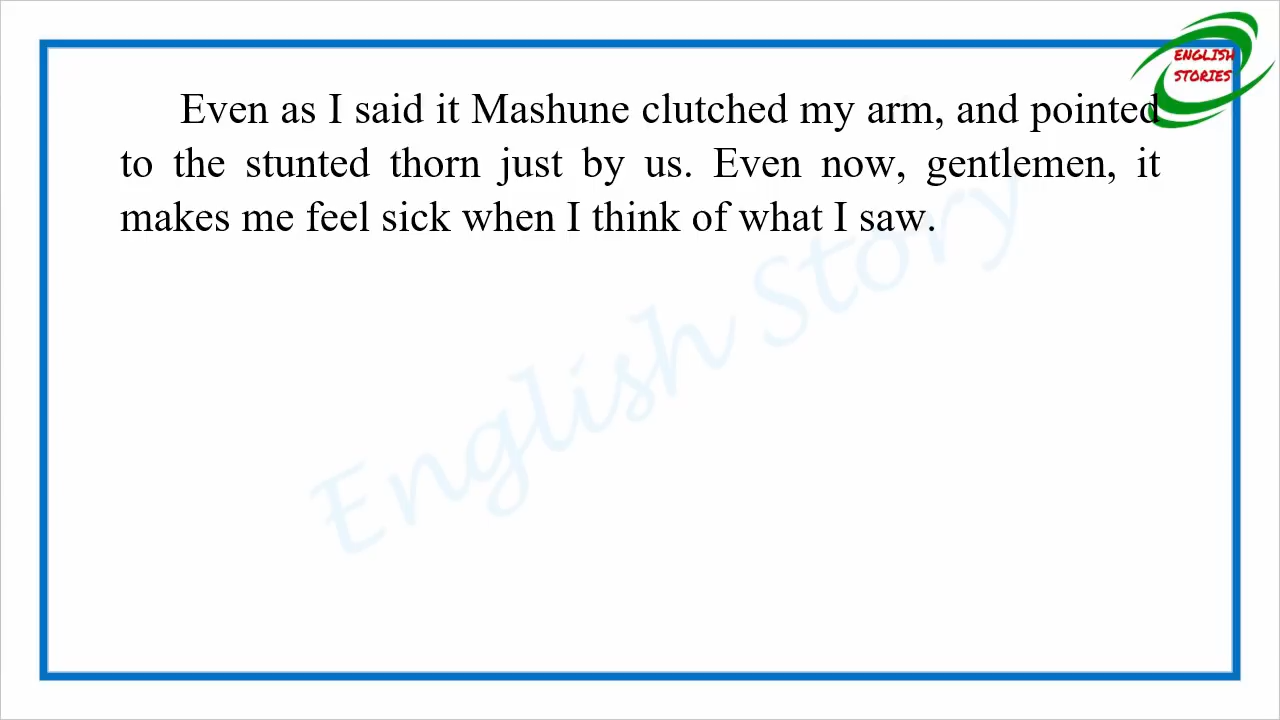 ENGLISH
STORIES
Even as I said it Mashune clutched my arm, and pointed
to the stunted thorn just by us. Even now, gentlemen, it
makes me feel sick when I think of what I saw.
English Story